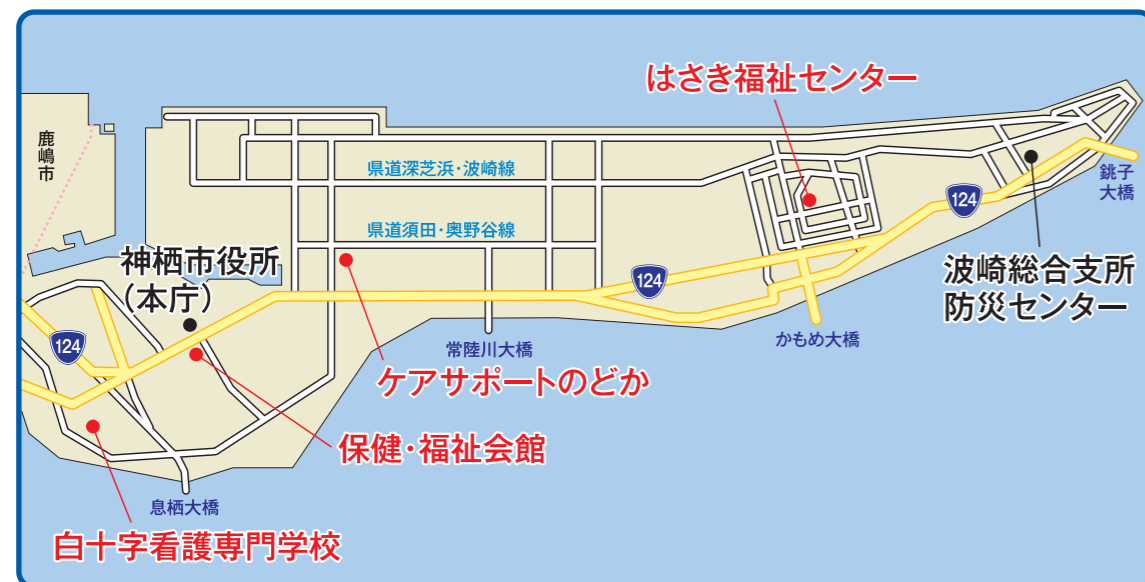 はさき福祉センター
鹿嶋市
県道深芝浜・波崎線
銚子
大橋
124
県道須田・奥野谷線
神栖市役所
（本庁）
124
波崎総合支所
防災センター
124
常陸川大橋
かもめ大橋
ケアサポートのどか
保健・福祉会館
息栖大橋
白十字看護専門学校